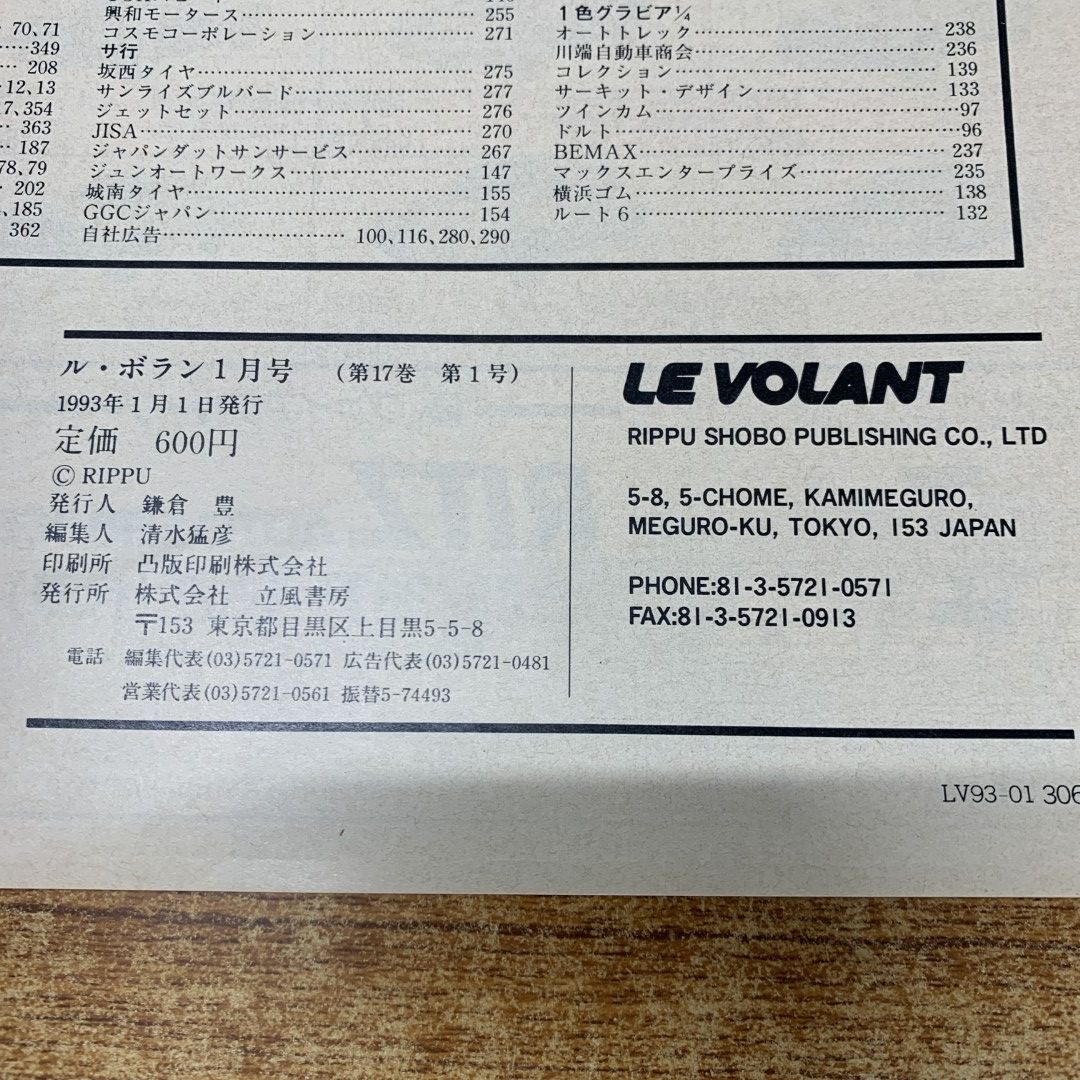 70、71
349
208
12、13
7、354
363
187
78、79
202
、185
362
興和モータース 255
コスモコーポレーション 271
サ行
坂西タイヤ 275
サンライズブルバード 277
ジェットセット 276
JISA 270
ジャパンダットサンサービス 267
ジュンオートワークス 147
城南タイヤ 155
GGCジャパン 154
自社広告 100、116、280、290
1色グラビア¼
オートトレック 238
川端自動車商会 236
コレクション 139
サーキット・デザイン 133
ツインカム 97
ドルト 96
BEMAX 237
マックスエンタープライズ 235
横浜ゴム 138
ルート6 132
ル・ボラン1月号 (第17巻 第1号)
1993年1月1日発行
定価 600円
© RIPPU
発行人 鎌倉 豊
編集人 清水猛彦
印刷所 凸版印刷株式会社
発行所 株式会社 立風書房
〒153 東京都目黒区上目黒5-5-8
電話 編集代表(03)5721-0571 広告代表(03)5721-0481
営業代表(03)5721-0561 振替5-74493
LE VOLANT
RIPPU SHOBO PUBLISHING CO., LTD
5-8, 5-CHOME, KAMIMEGURO,
MEGURO-KU, TOKYO, 153 JAPAN
PHONE:81-3-5721-0571
FAX:81-3-5721-0913
LV93-01 306